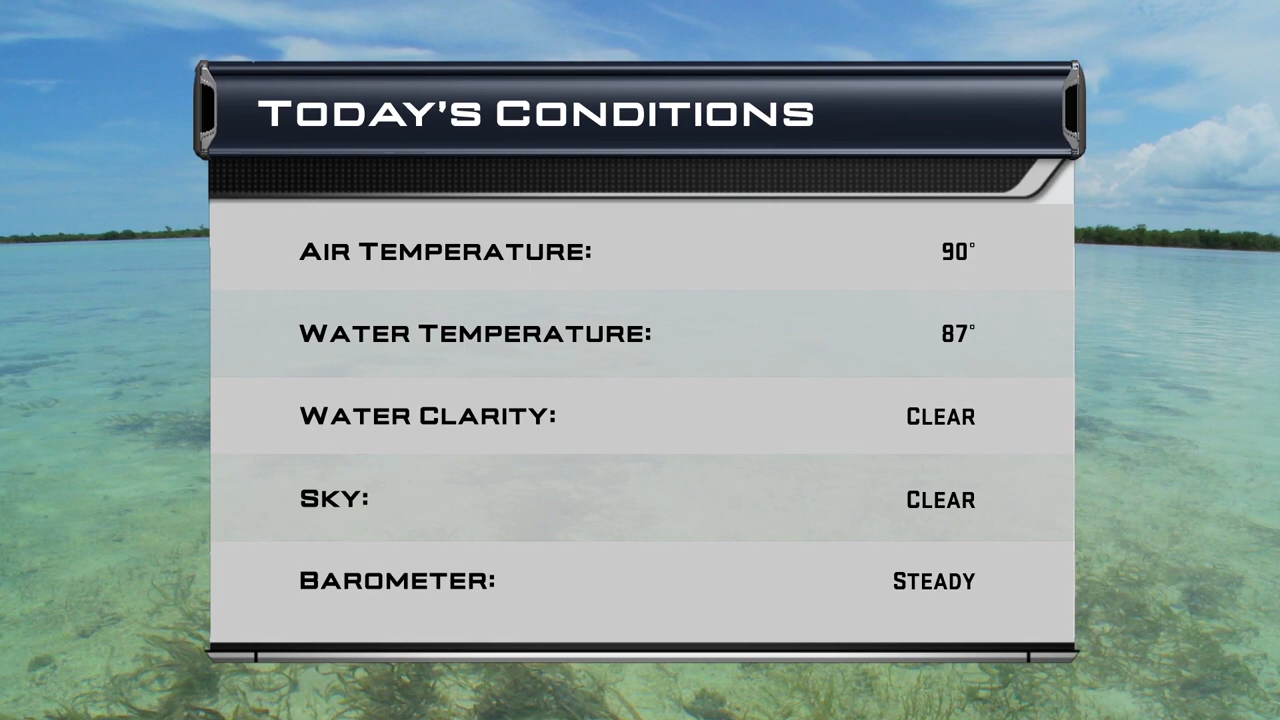 Today's Conditions
Air Temperature: 90°
Water Temperature: 87°
Water Clarity: Clear
Sky: Clear
Barometer: Steady